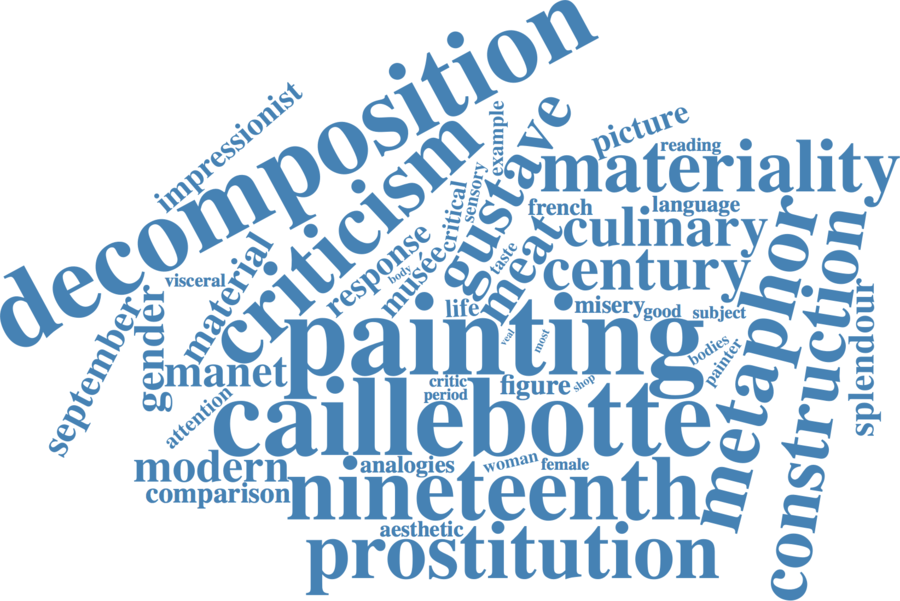 decomposition
impressionist
criticism
example
gustave
picture
reading
materiality
sensory
critical
french
language
culinary
response
body
musée
meat
taste
century
metaphor
construction
visceral
material
september
gender
life
painting
misery
good
subject
splendour
veal
most
bodies
painter
manet
attention
critic
period
figure
shop
caillebotte
modern
comparison
analogies
woman
female
nineteenth
aesthetic
prostitution